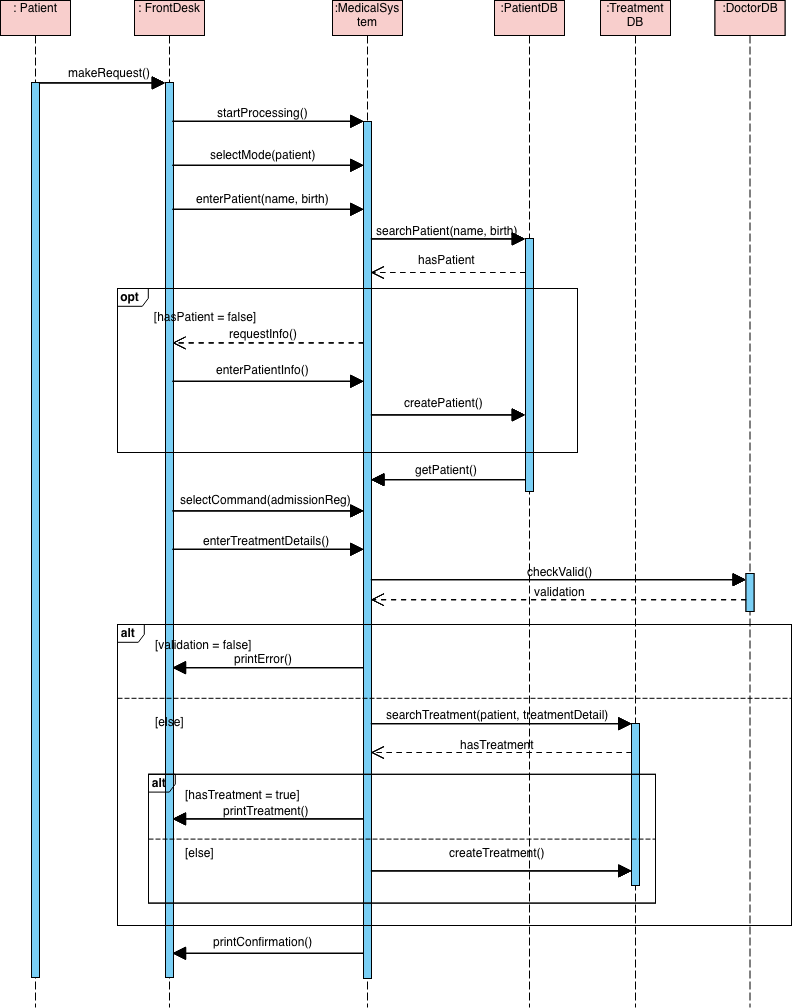 : Patient
: FrontDesk
:MedicalSys
tem
:PatientDB
:Treatment
DB
:DoctorDB
makeRequest()
startProcessing()
selectMode(patient)
enterPatient(name, birth)
searchPatient(name, birth)
hasPatient
opt
[hasPatient = false]
requestInfo()
enterPatientInfo()
createPatient()
getPatient()
selectCommand(admissionReg)
enterTreatmentDetails()
checkValid()
validation
alt
[validation = false]
printError()
[else]
searchTreatment(patient, treatmentDetail)
hasTreatment
alt
[hasTreatment = true]
printTreatment()
[else]
createTreatment()
printConfirmation()